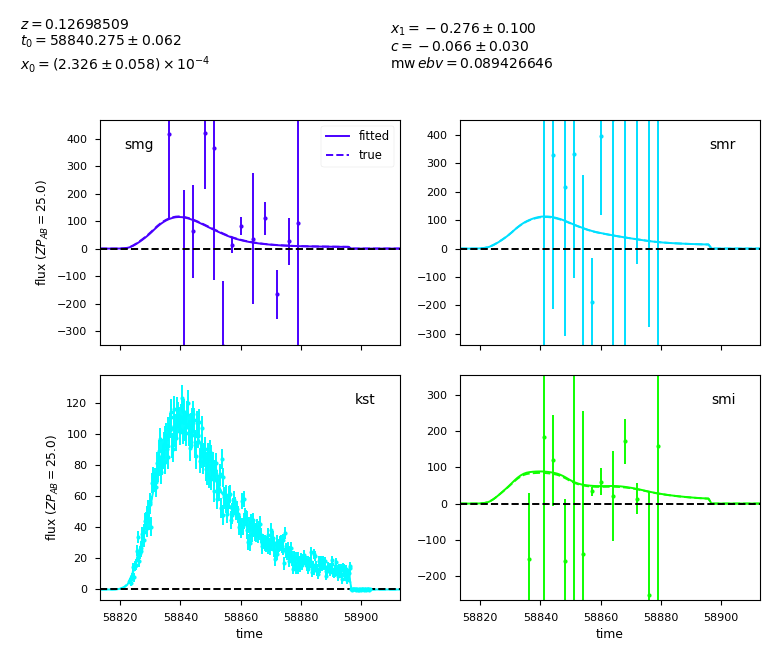 z = 0.12698509
t₀ = 58840.275 ± 0.062
x₀ = (2.326 ± 0.058) × 10⁻⁴
x₁ = −0.276 ± 0.100
c = −0.066 ± 0.030
mw ebv = 0.089426646
smg
fitted
true
400
300
200
100
0
−100
−200
−300
flux (ZP_AB = 25.0)
smr
400
300
200
100
0
−100
−200
−300
kst
120
100
80
60
40
20
0
flux (ZP_AB = 25.0)
58820 58840 58860 58880 58900
time
smi
300
200
100
0
−100
−200
58820 58840 58860 58880 58900
time